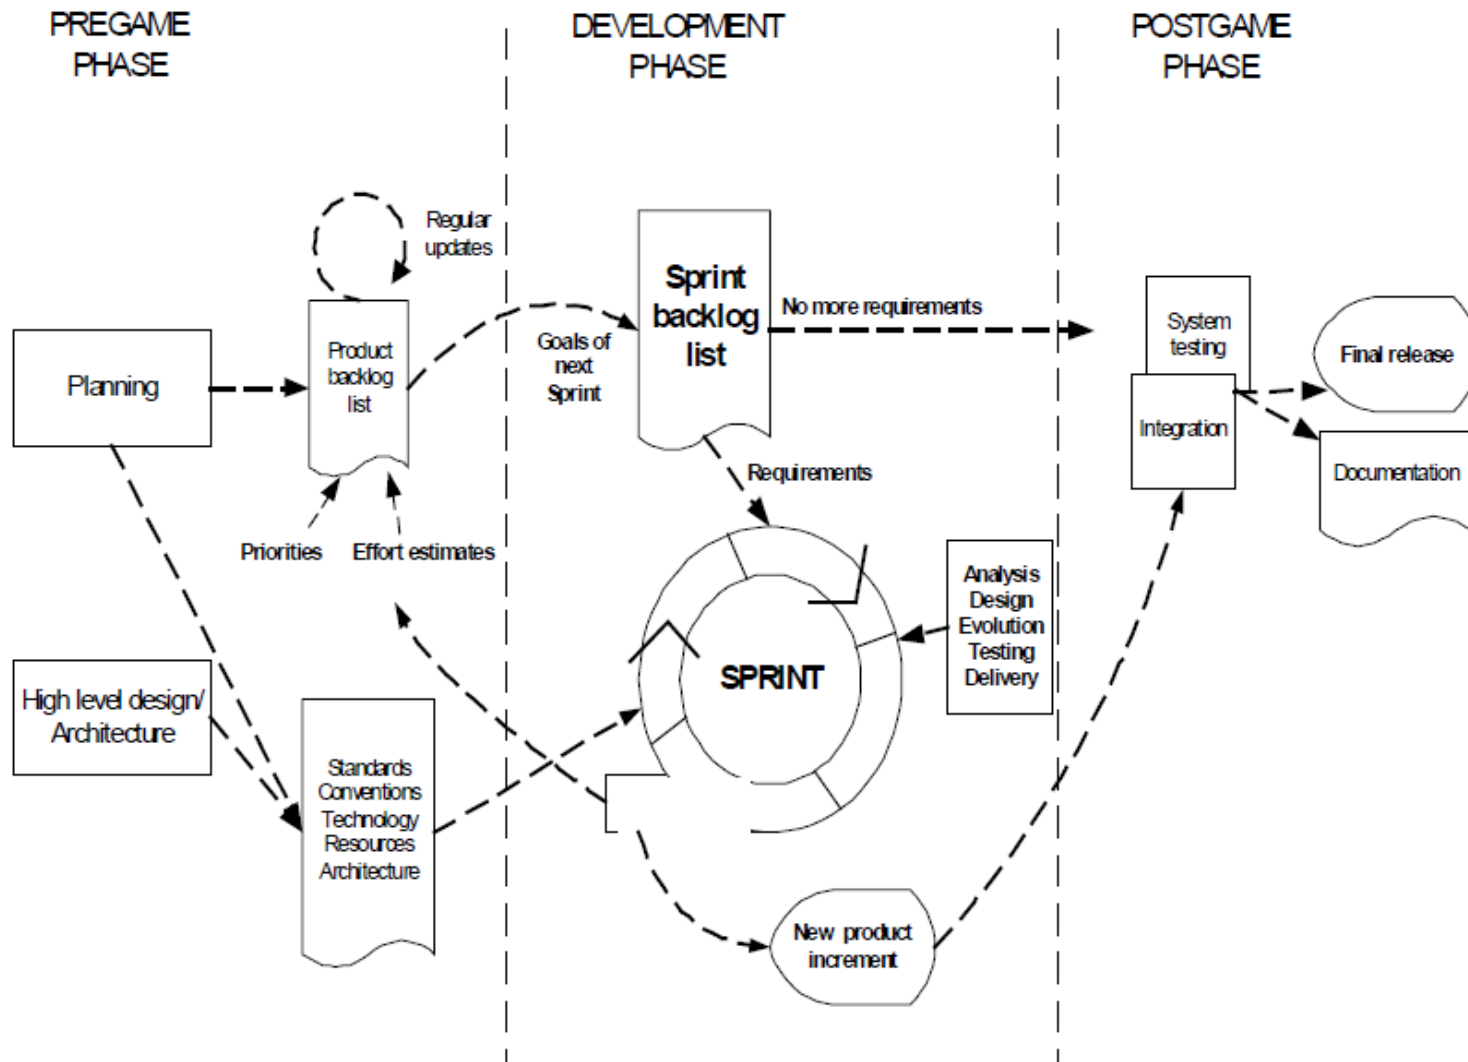 PREGAME
PHASE
DEVELOPMENT
PHASE
POSTGAME
PHASE
Regular
updates
Planning
Product
backlog
list
Goals of
next
Sprint
Sprint
backlog
list
No more requirements
System
testing
Integration
Final release
Documentation
Priorities
Effort estimates
Requirements
SPRINT
Analysis
Design
Evolution
Testing
Delivery
High level design/
Architecture
Standards
Conventions
Technology
Resources
Architecture
New product
increment